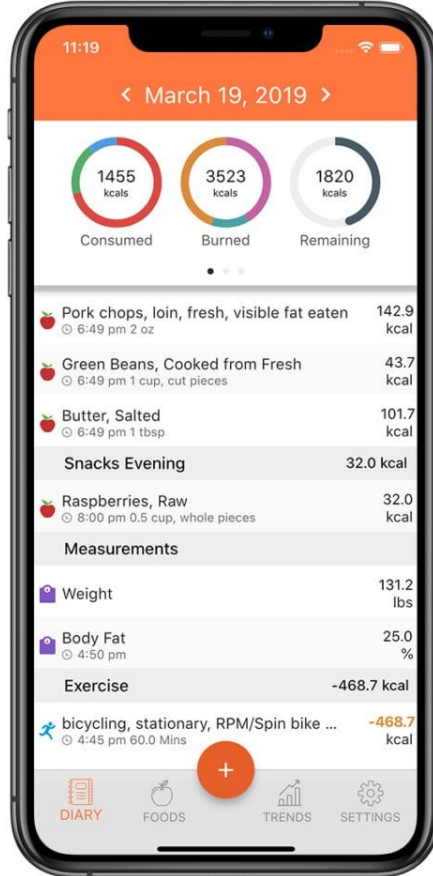 11:19
< March 19, 2019 >
1455
kcals
Consumed
3523
kcals
Burned
1820
kcals
Remaining
Pork chops, loin, fresh, visible fat eaten 142.9
6:49 pm 2 oz kcal
Green Beans, Cooked from Fresh 43.7
6:49 pm 1 cup, cut pieces kcal
Butter, Salted 101.7
6:49 pm 1 tbsp kcal
Snacks Evening 32.0 kcal
Raspberries, Raw 32.0
8:00 pm 0.5 cup, whole pieces kcal
Measurements
Weight 131.2
lbs
Body Fat 25.0
4:50 pm %
Exercise -468.7 kcal
bicycling, stationary, RPM/Spin bike ... -468.7
4:45 pm 60.0 Mins kcal
+
DIARY FOODS TRENDS SETTINGS